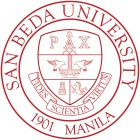 SAN BEDA UNIVERSITY
PAX
FIDES SCIENTIA VIRTUS
1901 MANILA